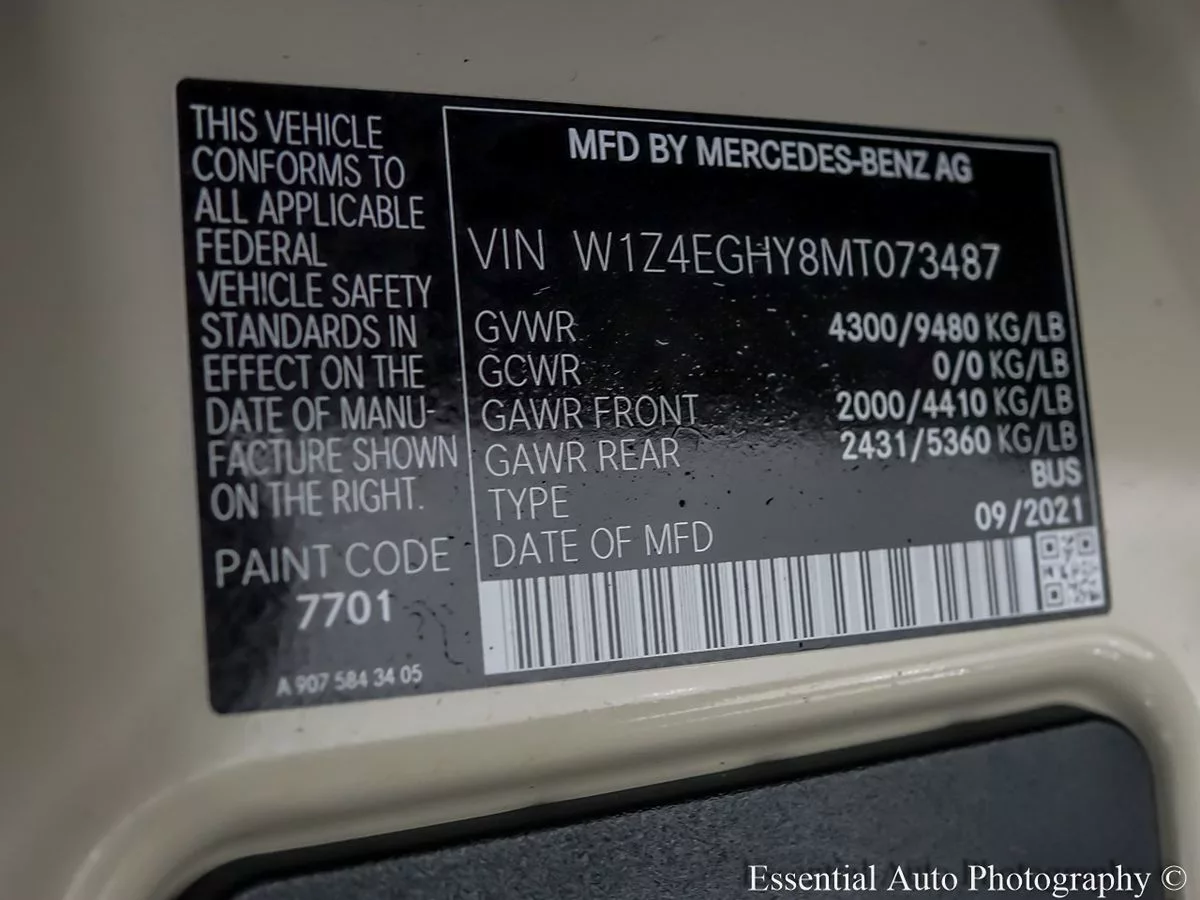 THIS VEHICLE
CONFORMS TO
ALL APPLICABLE
FEDERAL
VEHICLE SAFETY
STANDARDS IN
EFFECT ON THE
DATE OF MANU-
FACTURE SHOWN
ON THE RIGHT.
PAINT CODE
7701
A 907 584 34 05
MFD BY MERCEDES-BENZ AG
VIN W1Z4EGHY8MT073487
GVWR 4300/9480 KG/LB
GCWR 0/0 KG/LB
GAWR FRONT 2000/4410 KG/LB
GAWR REAR 2431/5360 KG/LB
TYPE BUS
DATE OF MFD 09/2021
Essential Auto Photography ©